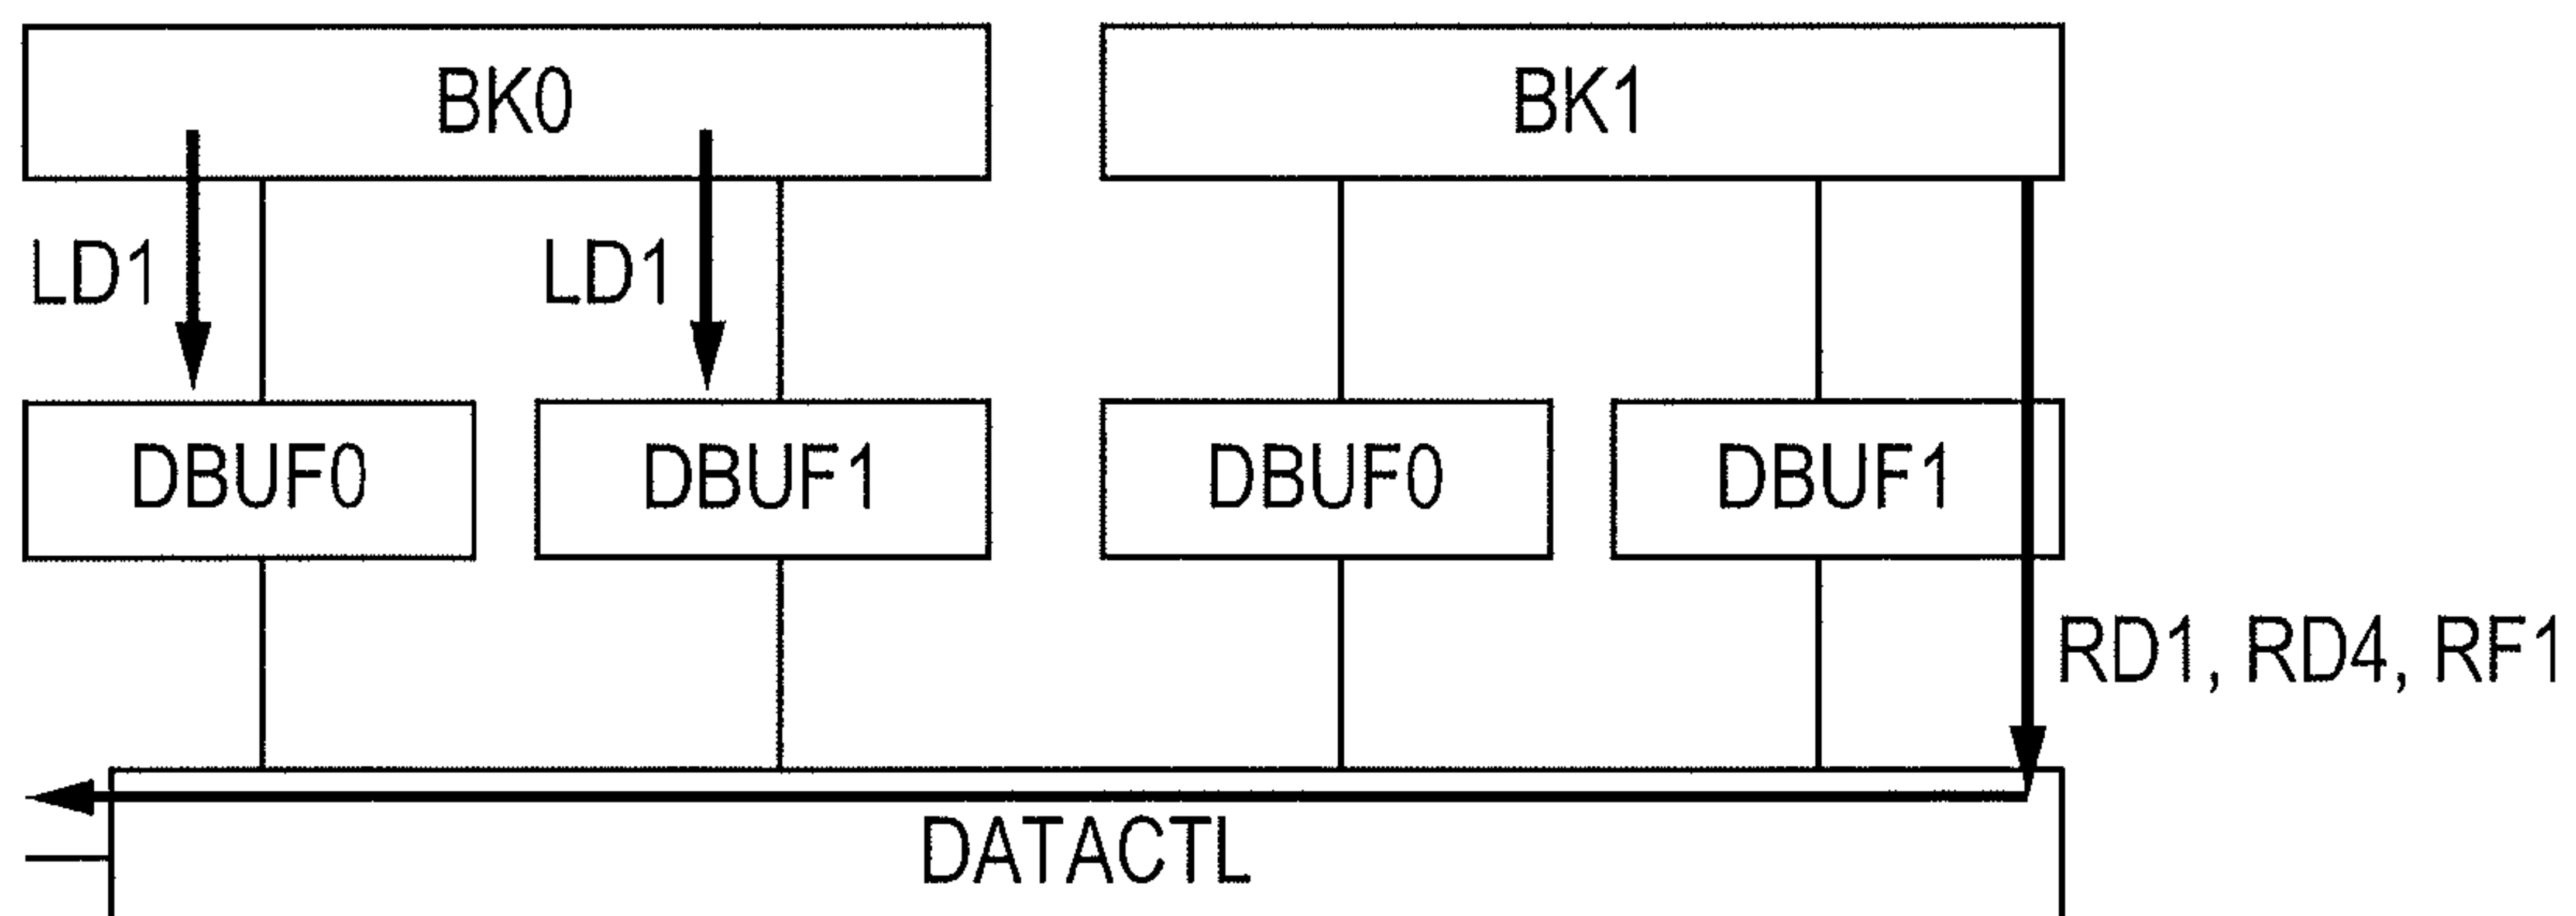 BK0 BK1
LD1 LD1
DBUF0 DBUF1 DBUF0 DBUF1
RD1, RD4, RF1
DATACTL